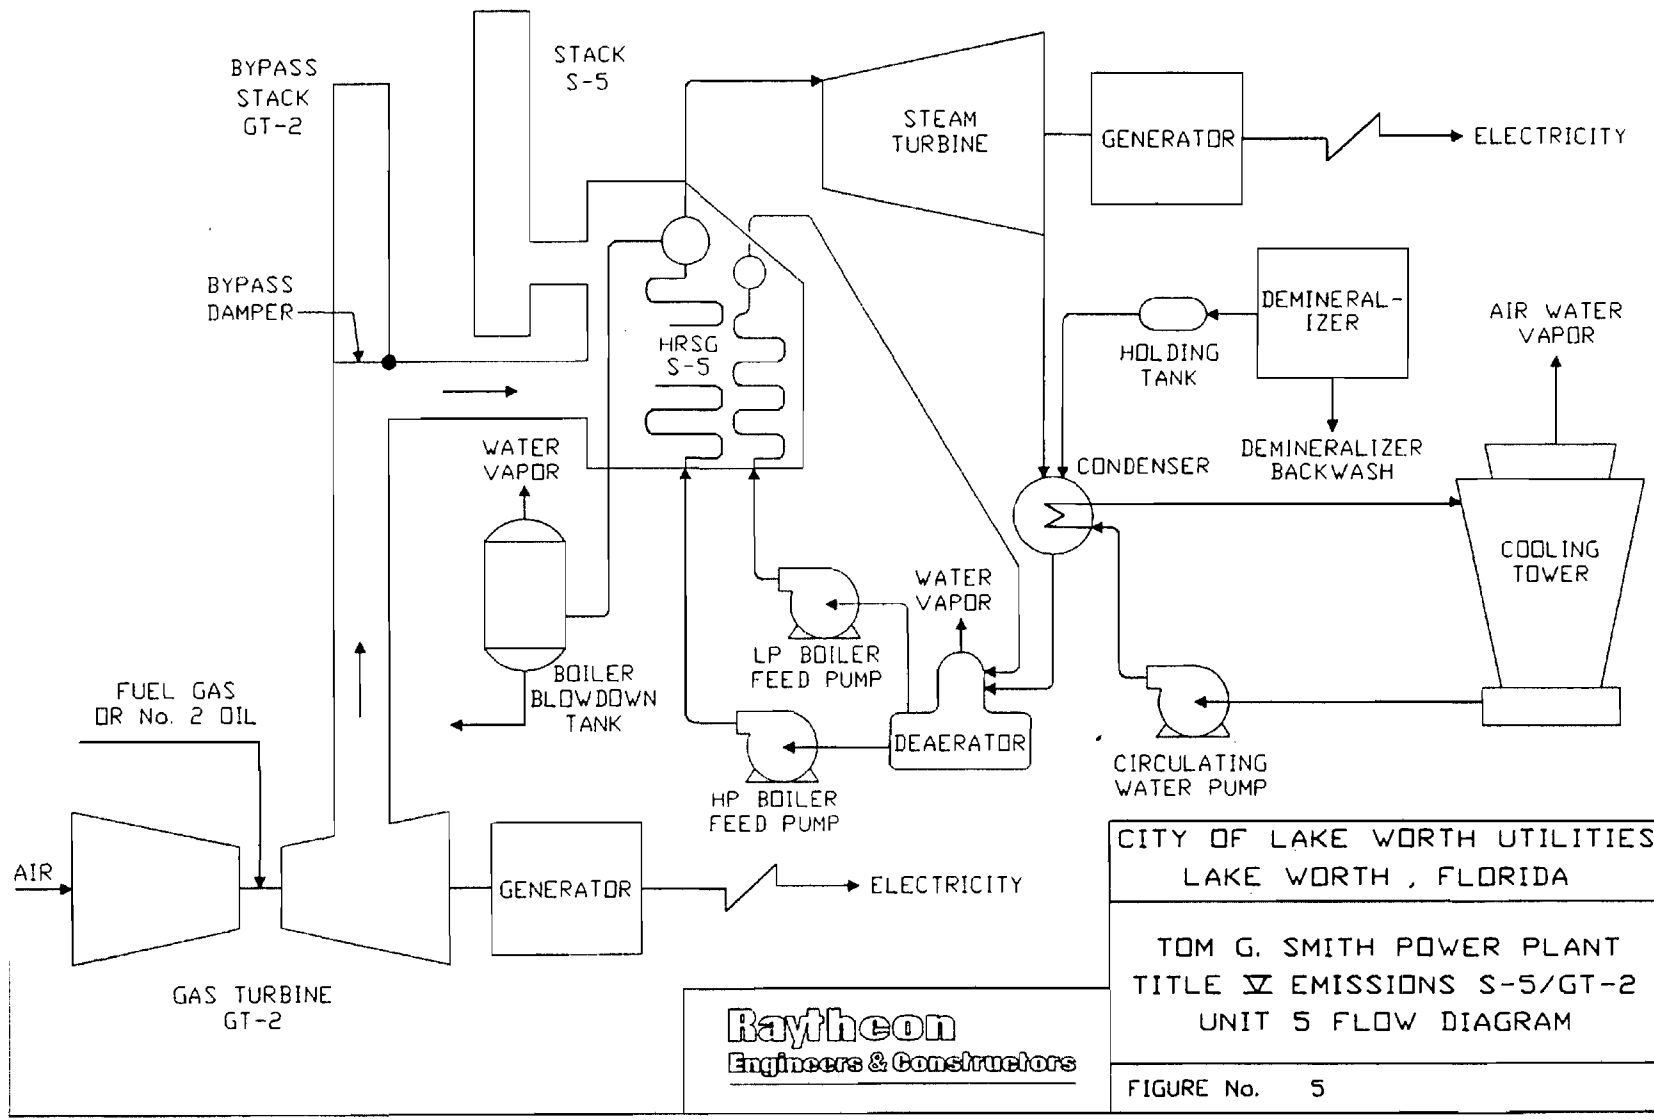 BYPASS
STACK
GT-2
STACK
S-5
STEAM
TURBINE
GENERATOR
ELECTRICITY
BYPASS
DAMPER
HRSG
S-5
DEMINERAL-
IZER
HOLDING
TANK
AIR WATER
VAPOR
DEMINERALIZER
BACKWASH
WATER
VAPOR
CONDENSER
COOLING
TOWER
WATER
VAPOR
LP BOILER
FEED PUMP
BOILER
BLOWDOWN
TANK
FUEL GAS
OR No. 2 OIL
DEAERATOR
CIRCULATING
WATER PUMP
HP BOILER
FEED PUMP
AIR
GENERATOR
ELECTRICITY
GAS TURBINE
GT-2
CITY OF LAKE WORTH UTILITIES
LAKE WORTH , FLORIDA
TOM G. SMITH POWER PLANT
TITLE V EMISSIONS S-5/GT-2
UNIT 5 FLOW DIAGRAM
Raytheon
Engineers & Constructors
FIGURE No. 5